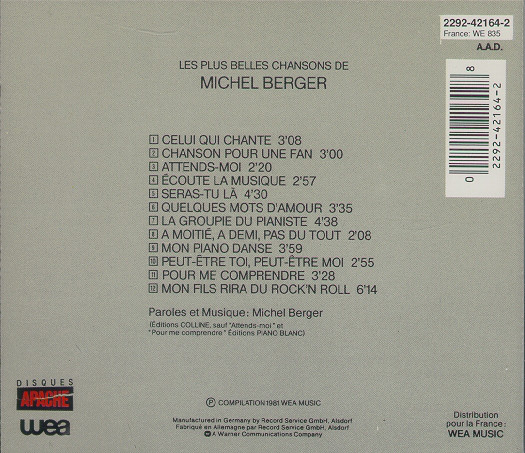 2292-42164-2
France: WE 835
A.A.D.
LES PLUS BELLES CHANSONS DE
MICHEL BERGER
1 CELUI QUI CHANTE 3'08
2 CHANSON POUR UNE FAN 3'00
3 ATTENDS-MOI 2'20
4 ÉCOUTE LA MUSIQUE 2'57
5 SERAS-TU LÀ 4'30
6 QUELQUES MOTS D'AMOUR 3'35
7 LA GROUPIE DU PIANISTE 4'38
8 A MOITIÉ, A DEMI, PAS DU TOUT 2'08
9 MON PIANO DANSE 3'59
10 PEUT-ÊTRE TOI, PEUT-ÊTRE MOI 2'55
11 POUR ME COMPRENDRE 3'28
12 MON FILS RIRA DU ROCK'N ROLL 6'14
Paroles et Musique: Michel Berger
(Éditions COLLINE, sauf "Attends-moi" et
"Pour me comprendre" Éditions PIANO BLANC)
8
2292-42164-2
0
DISQUES
APACHE
wea
℗ COMPILATION 1981 WEA MUSIC
Manufactured in Germany by Record Service GmbH, Alsdorf
Fabriqué en Allemagne par Record Service GmbH, Alsdorf
A Warner Communications Company
Distribution
pour la France:
WEA MUSIC